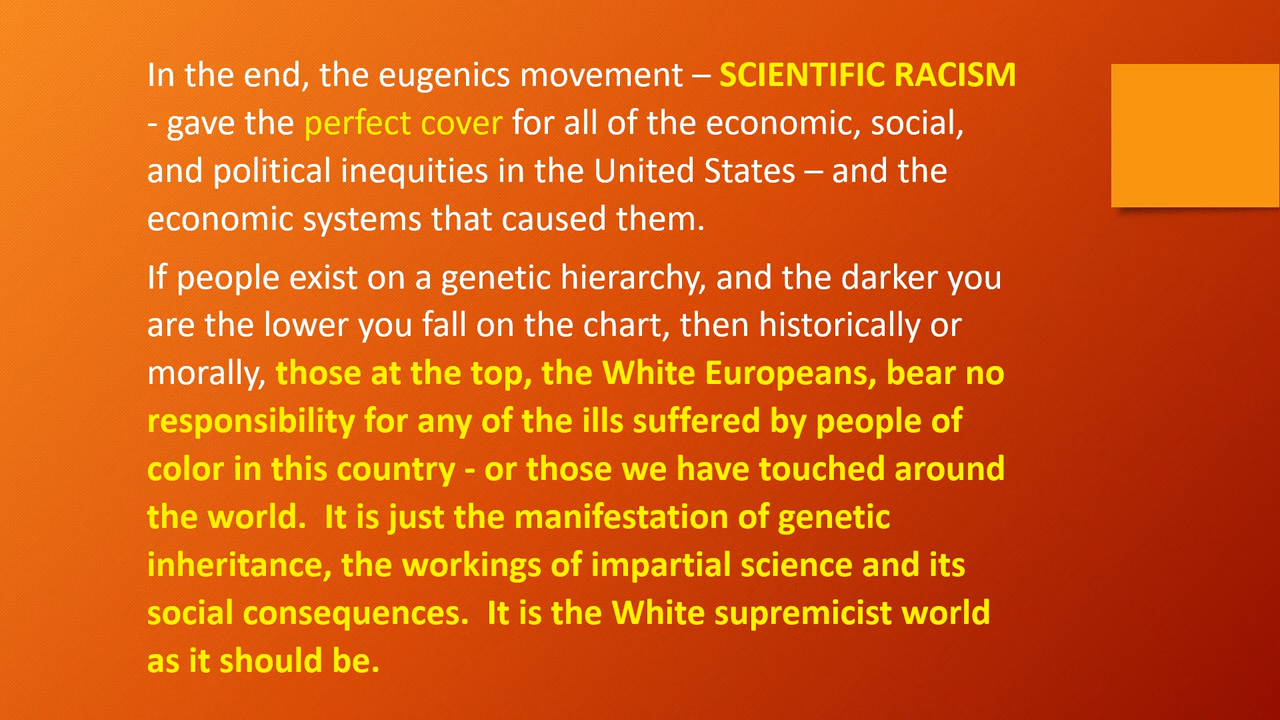 In the end, the eugenics movement – SCIENTIFIC RACISM
- gave the perfect cover for all of the economic, social,
and political inequities in the United States – and the
economic systems that caused them.
If people exist on a genetic hierarchy, and the darker you
are the lower you fall on the chart, then historically or
morally, those at the top, the White Europeans, bear no
responsibility for any of the ills suffered by people of
color in this country - or those we have touched around
the world.  It is just the manifestation of genetic
inheritance, the workings of impartial science and its
social consequences.  It is the White supremicist world
as it should be.